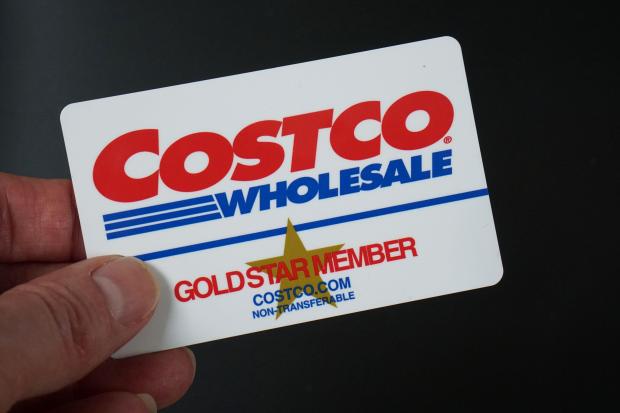 COSTCO®
WHOLESALE
GOLD STAR MEMBER
COSTCO.COM
NON-TRANSFERABLE